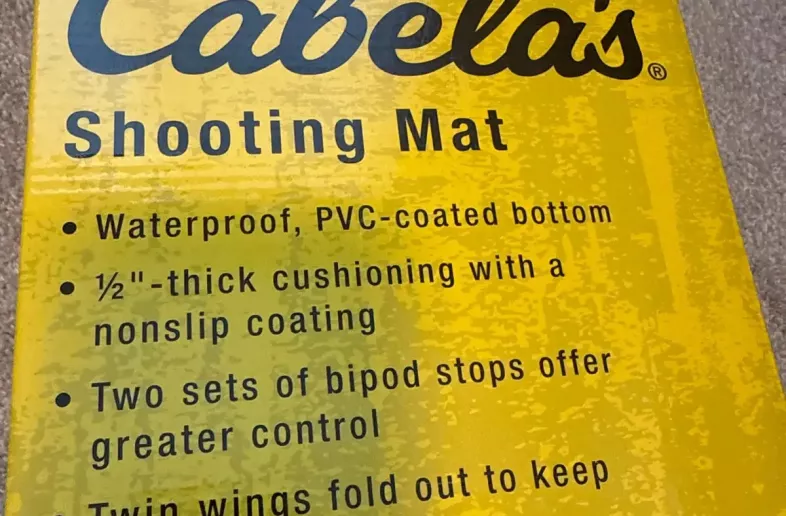 Cabela's®
Shooting Mat
• Waterproof, PVC-coated bottom
• ½"-thick cushioning with a
nonslip coating
• Two sets of bipod stops offer
greater control
• Twin wings fold out to keep